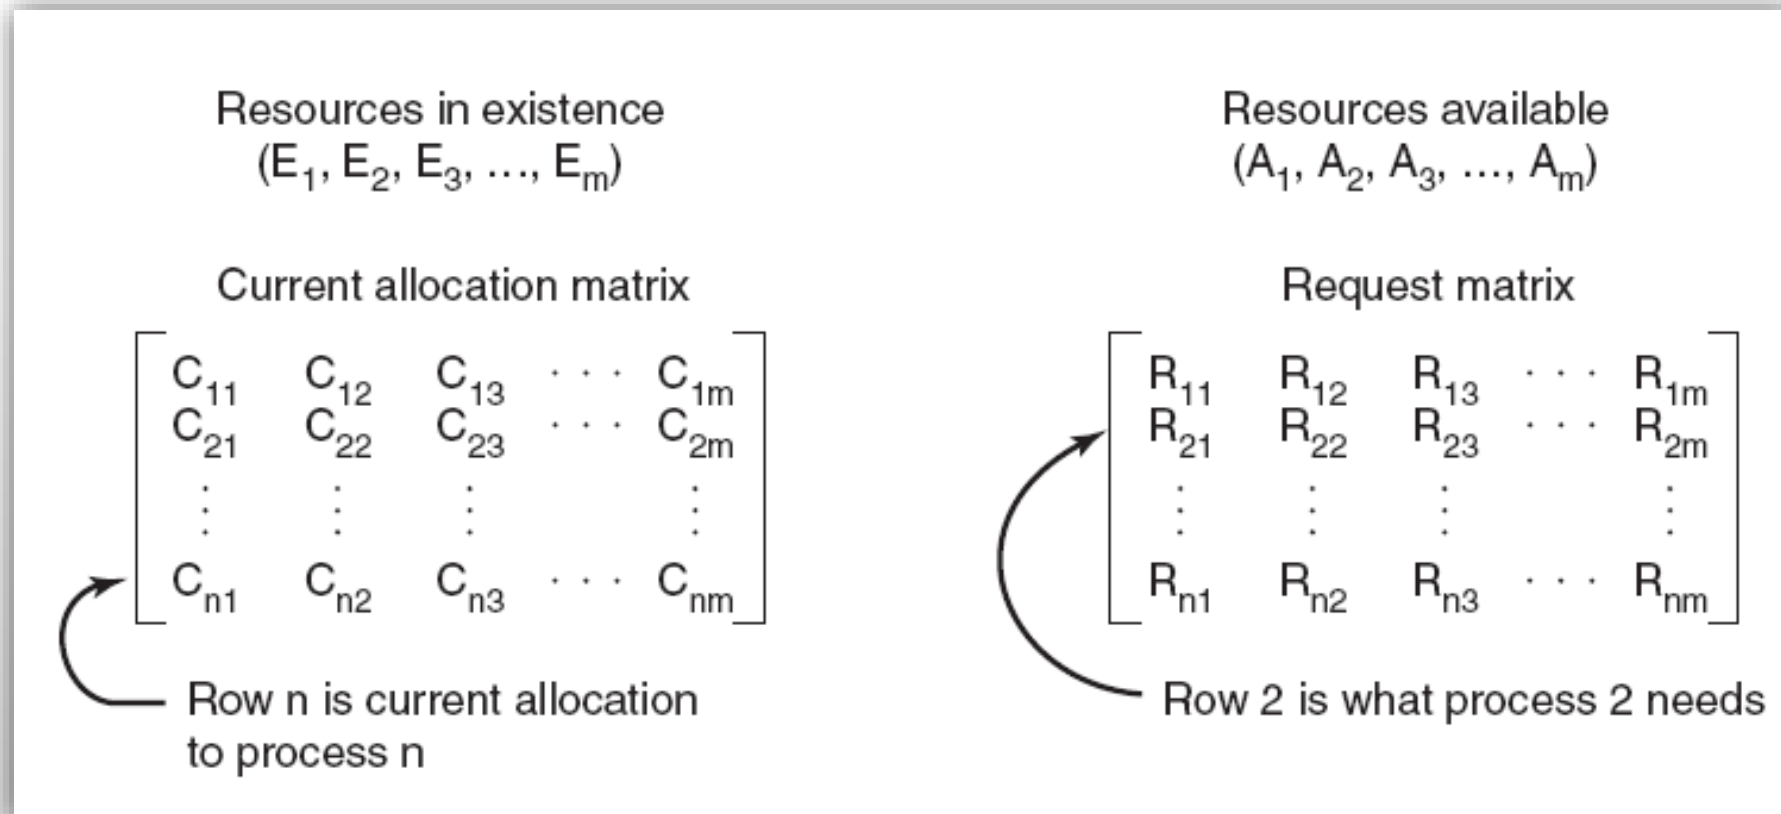 Resources in existence
(E₁, E₂, E₃, ..., Eₘ)
Resources available
(A₁, A₂, A₃, ..., Aₘ)
Current allocation matrix
C₁₁ C₁₂ C₁₃ · · · C₁ₘ
C₂₁ C₂₂ C₂₃ · · · C₂ₘ
Cₙ₁ Cₙ₂ Cₙ₃ · · · Cₙₘ
Row n is current allocation
to process n
Request matrix
R₁₁ R₁₂ R₁₃ · · · R₁ₘ
R₂₁ R₂₂ R₂₃ · · · R₂ₘ
Rₙ₁ Rₙ₂ Rₙ₃ · · · Rₙₘ
Row 2 is what process 2 needs